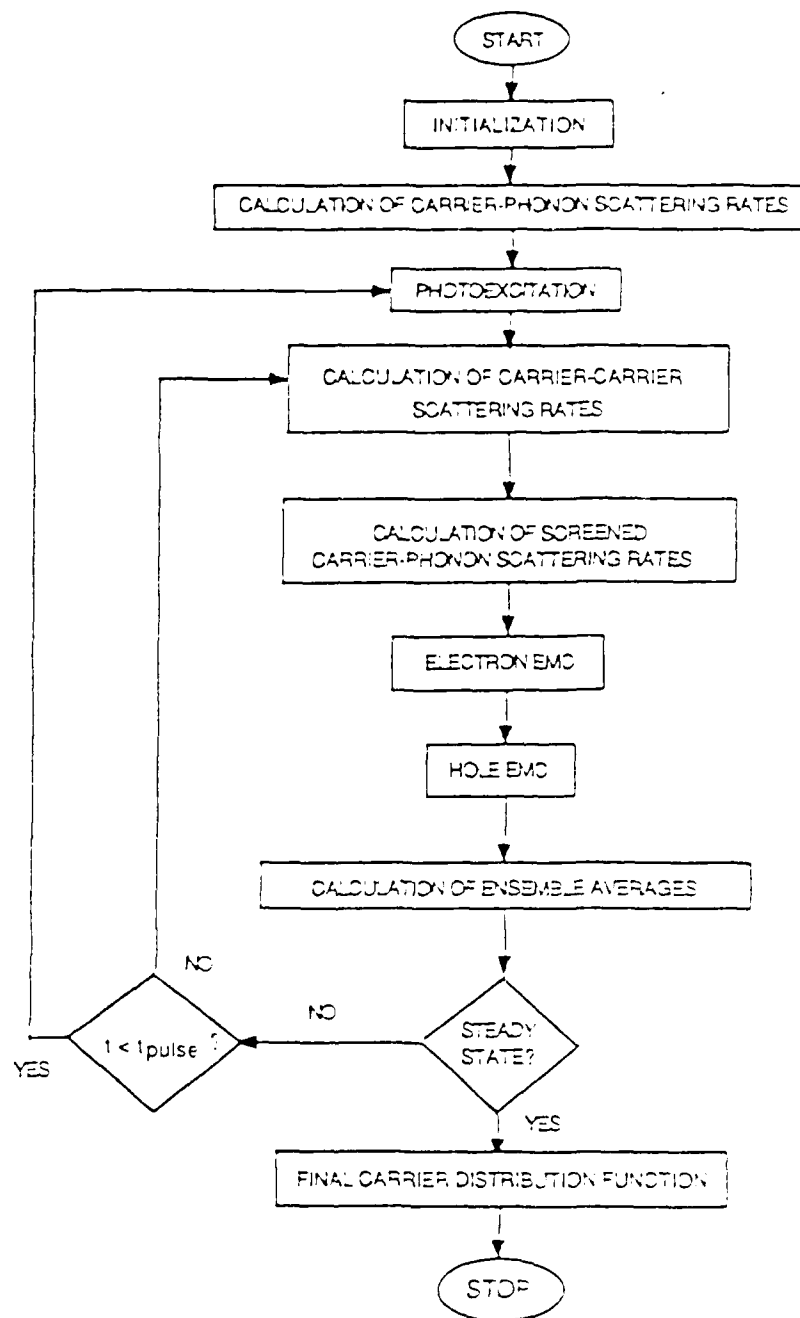 START
INITIALIZATION
CALCULATION OF CARRIER-PHONON SCATTERING RATES
PHOTOEXCITATION
CALCULATION OF CARRIER-CARRIER
SCATTERING RATES
CALCULATION OF SCREENED
CARRIER-PHONON SCATTERING RATES
ELECTRON EMC
HOLE EMC
CALCULATION OF ENSEMBLE AVERAGES
NO
NO
t < tpulse ?
STEADY
STATE?
YES
YES
FINAL CARRIER DISTRIBUTION FUNCTION
STOP